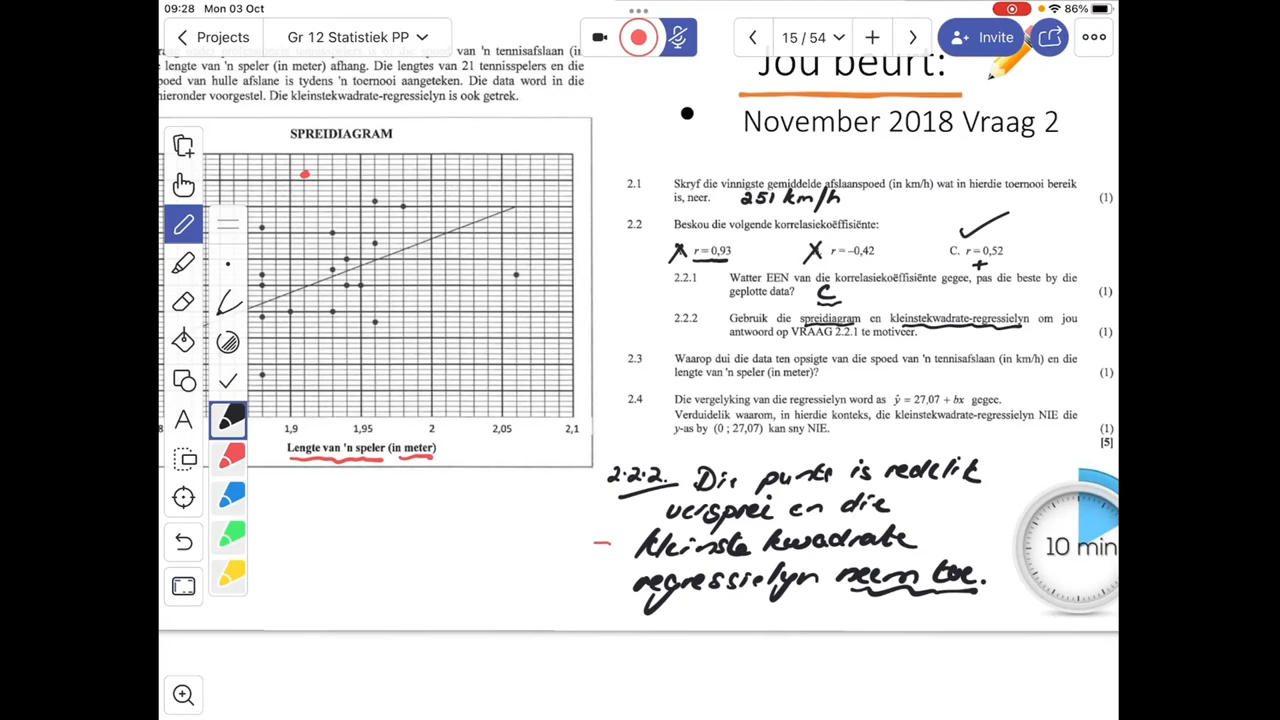 09:28 Mon 03 Oct
86%
Projects
Gr 12 Statistiek PP
15 / 54
Invite
van 'n tennisafslaan (in
lengte van 'n speler (in meter) afhang. Die lengtes van 21 tennisspelers en die
poed van hulle afslane is tydens 'n toernooi aangeteken. Die data word in die
hieronder voorgestel. Die kleinstekwadrate-regressielyn is ook getrek.
SPREIDIAGRAM
8 1,9 1,95 2 2,05 2,1
Lengte van 'n speler (in meter)
Jou beurt:
• November 2018 Vraag 2
2.1 Skryf die vinnigste gemiddelde afslaanspoed (in km/h) wat in hierdie toernooi bereik
is, neer. 251 km/h (1)
2.2 Beskou die volgende korrelasiekoëffisiënte:
A. r = 0,93 r = –0,42 C. r = 0,52
+
2.2.1 Watter EEN van die korrelasiekoëffisiënte gegee, pas die beste by die
geplotte data? C (1)
2.2.2 Gebruik die spreidiagram en kleinstekwadrate-regressielyn om jou
antwoord op VRAAG 2.2.1 te motiveer. (1)
2.3 Waarop dui die data ten opsigte van die spoed van 'n tennisafslaan (in km/h) en die
lengte van 'n speler (in meter)? (1)
2.4 Die vergelyking van die regressielyn word as ŷ = 27,07 + bx gegee.
Verduidelik waarom, in hierdie konteks, die kleinstekwadrate-regressielyn NIE die
y-as by (0 ; 27,07) kan sny NIE. (1)
[5]
2.2.2. Die punte is redelik
versprei en die
kleinste kwadrate
regressielyn neem toe.
10 min
A